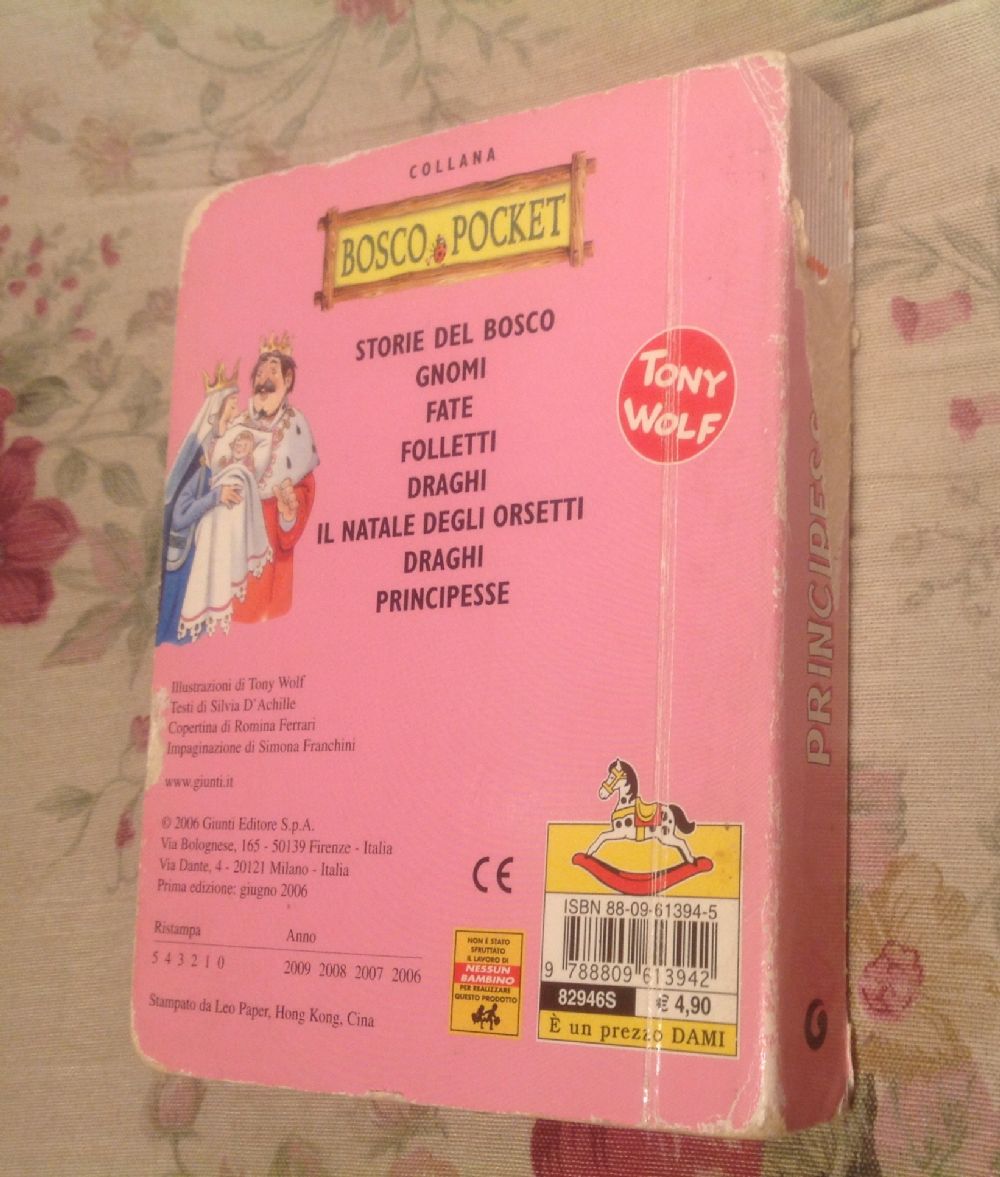 COLLANA
BOSCO POCKET
STORIE DEL BOSCO
GNOMI
FATE
FOLLETTI
DRAGHI
IL NATALE DEGLI ORSETTI
DRAGHI
PRINCIPESSE
TONY
WOLF
Illustrazioni di Tony Wolf
Testi di Silvia D'Achille
Copertina di Romina Ferrari
Impaginazione di Simona Franchini
www.giunti.it
© 2006 Giunti Editore S.p.A.
Via Bolognese, 165 - 50139 Firenze - Italia
Via Dante, 4 - 20121 Milano - Italia
Prima edizione: giugno 2006
Ristampa Anno
5 4 3 2 1 0 2009 2008 2007 2006
Stampato da Leo Paper, Hong Kong, Cina
CE
NON È STATO
SFRUTTATO
IL LAVORO DI
NESSUN
BAMBINO
PER REALIZZARE
QUESTO PRODOTTO
ISBN 88-09-61394-5
9 788809 613942
82946S € 4,90
È un prezzo DAMI
PRINCIPESSE